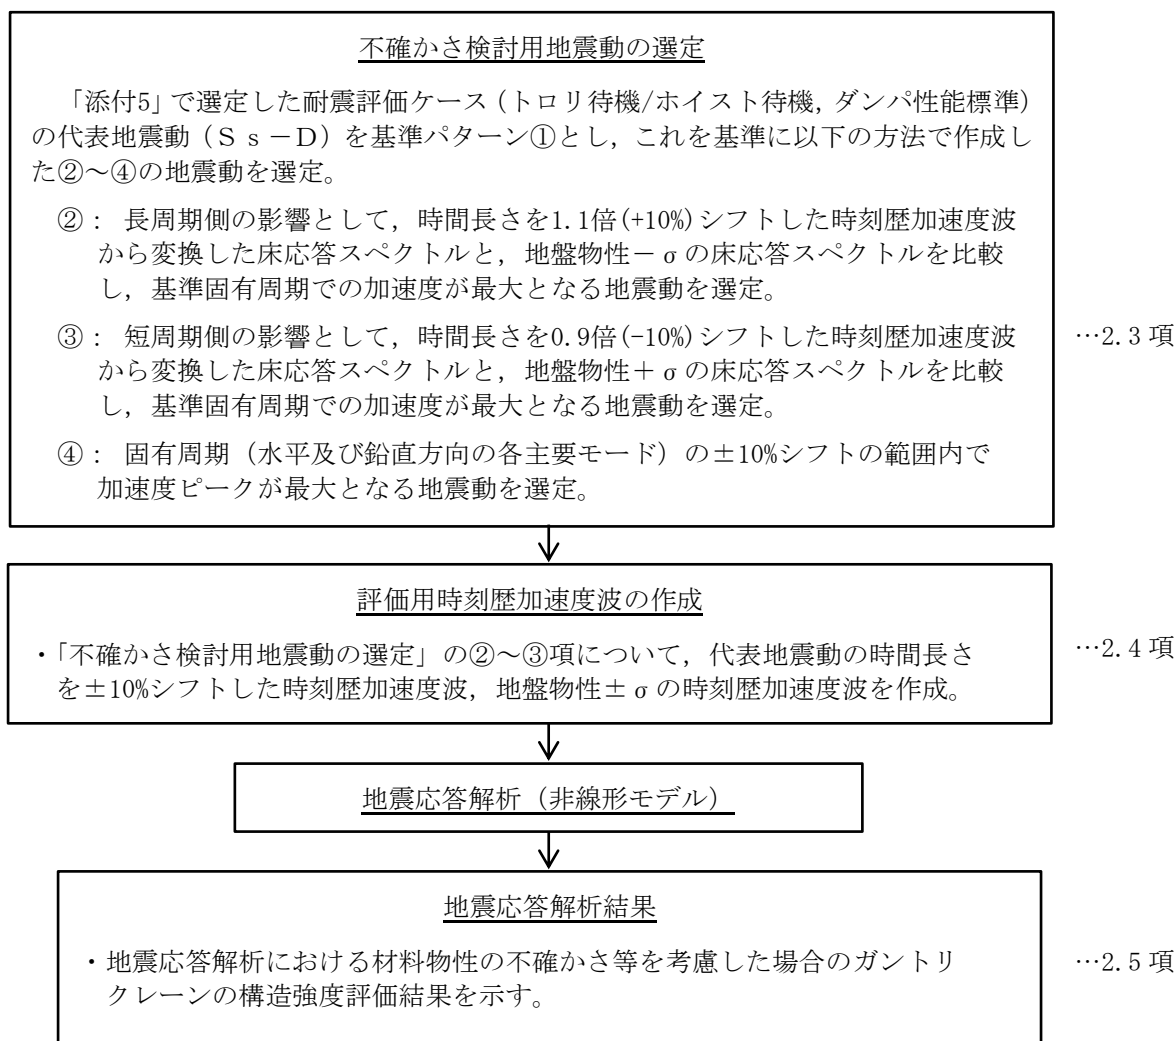 不確かさ検討用地震動の選定
「添付5」で選定した耐震評価ケース（トロリ待機/ホイスト待機，ダンパ性能標準）
の代表地震動（Ｓｓ－Ｄ）を基準パターン①とし，これを基準に以下の方法で作成し
た②～④の地震動を選定。
②： 長周期側の影響として，時間長さを1.1倍(+10%)シフトした時刻歴加速度波
から変換した床応答スペクトルと，地盤物性－σの床応答スペクトルを比較
し，基準固有周期での加速度が最大となる地震動を選定。
③： 短周期側の影響として，時間長さを0.9倍(-10%)シフトした時刻歴加速度波
から変換した床応答スペクトルと，地盤物性＋σの床応答スペクトルを比較
し，基準固有周期での加速度が最大となる地震動を選定。
…2.3項
④： 固有周期（水平及び鉛直方向の各主要モード）の±10%シフトの範囲内で
加速度ピークが最大となる地震動を選定。
評価用時刻歴加速度波の作成
・「不確かさ検討用地震動の選定」の②～③項について，代表地震動の時間長さ
を±10%シフトした時刻歴加速度波，地盤物性±σの時刻歴加速度波を作成。
…2.4項
地震応答解析（非線形モデル）
地震応答解析結果
・地震応答解析における材料物性の不確かさ等を考慮した場合のガントリ
クレーンの構造強度評価結果を示す。
…2.5項